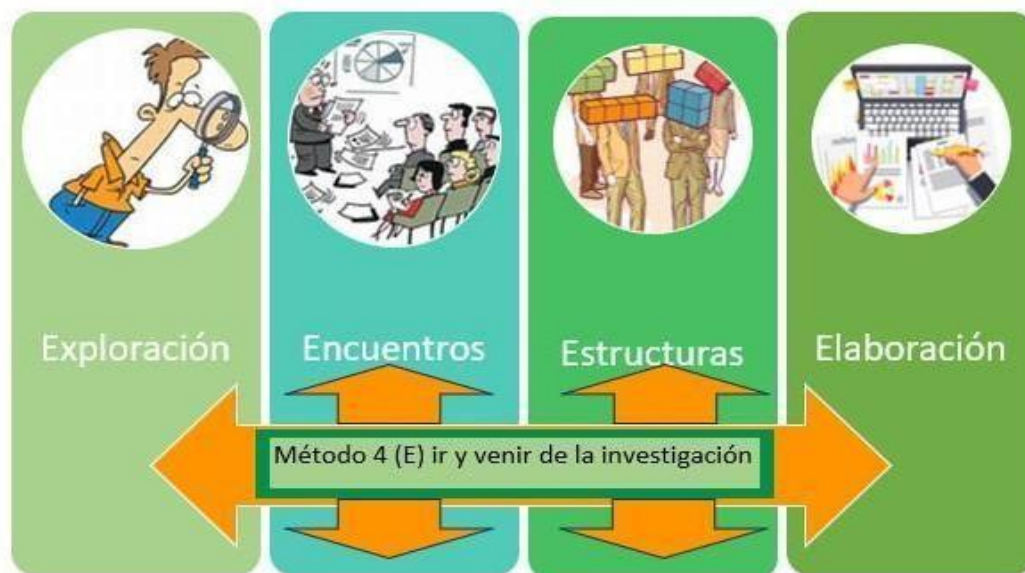 Exploración
Encuentros
Estructuras
Elaboración
Método 4 (E) ir y venir de la investigación